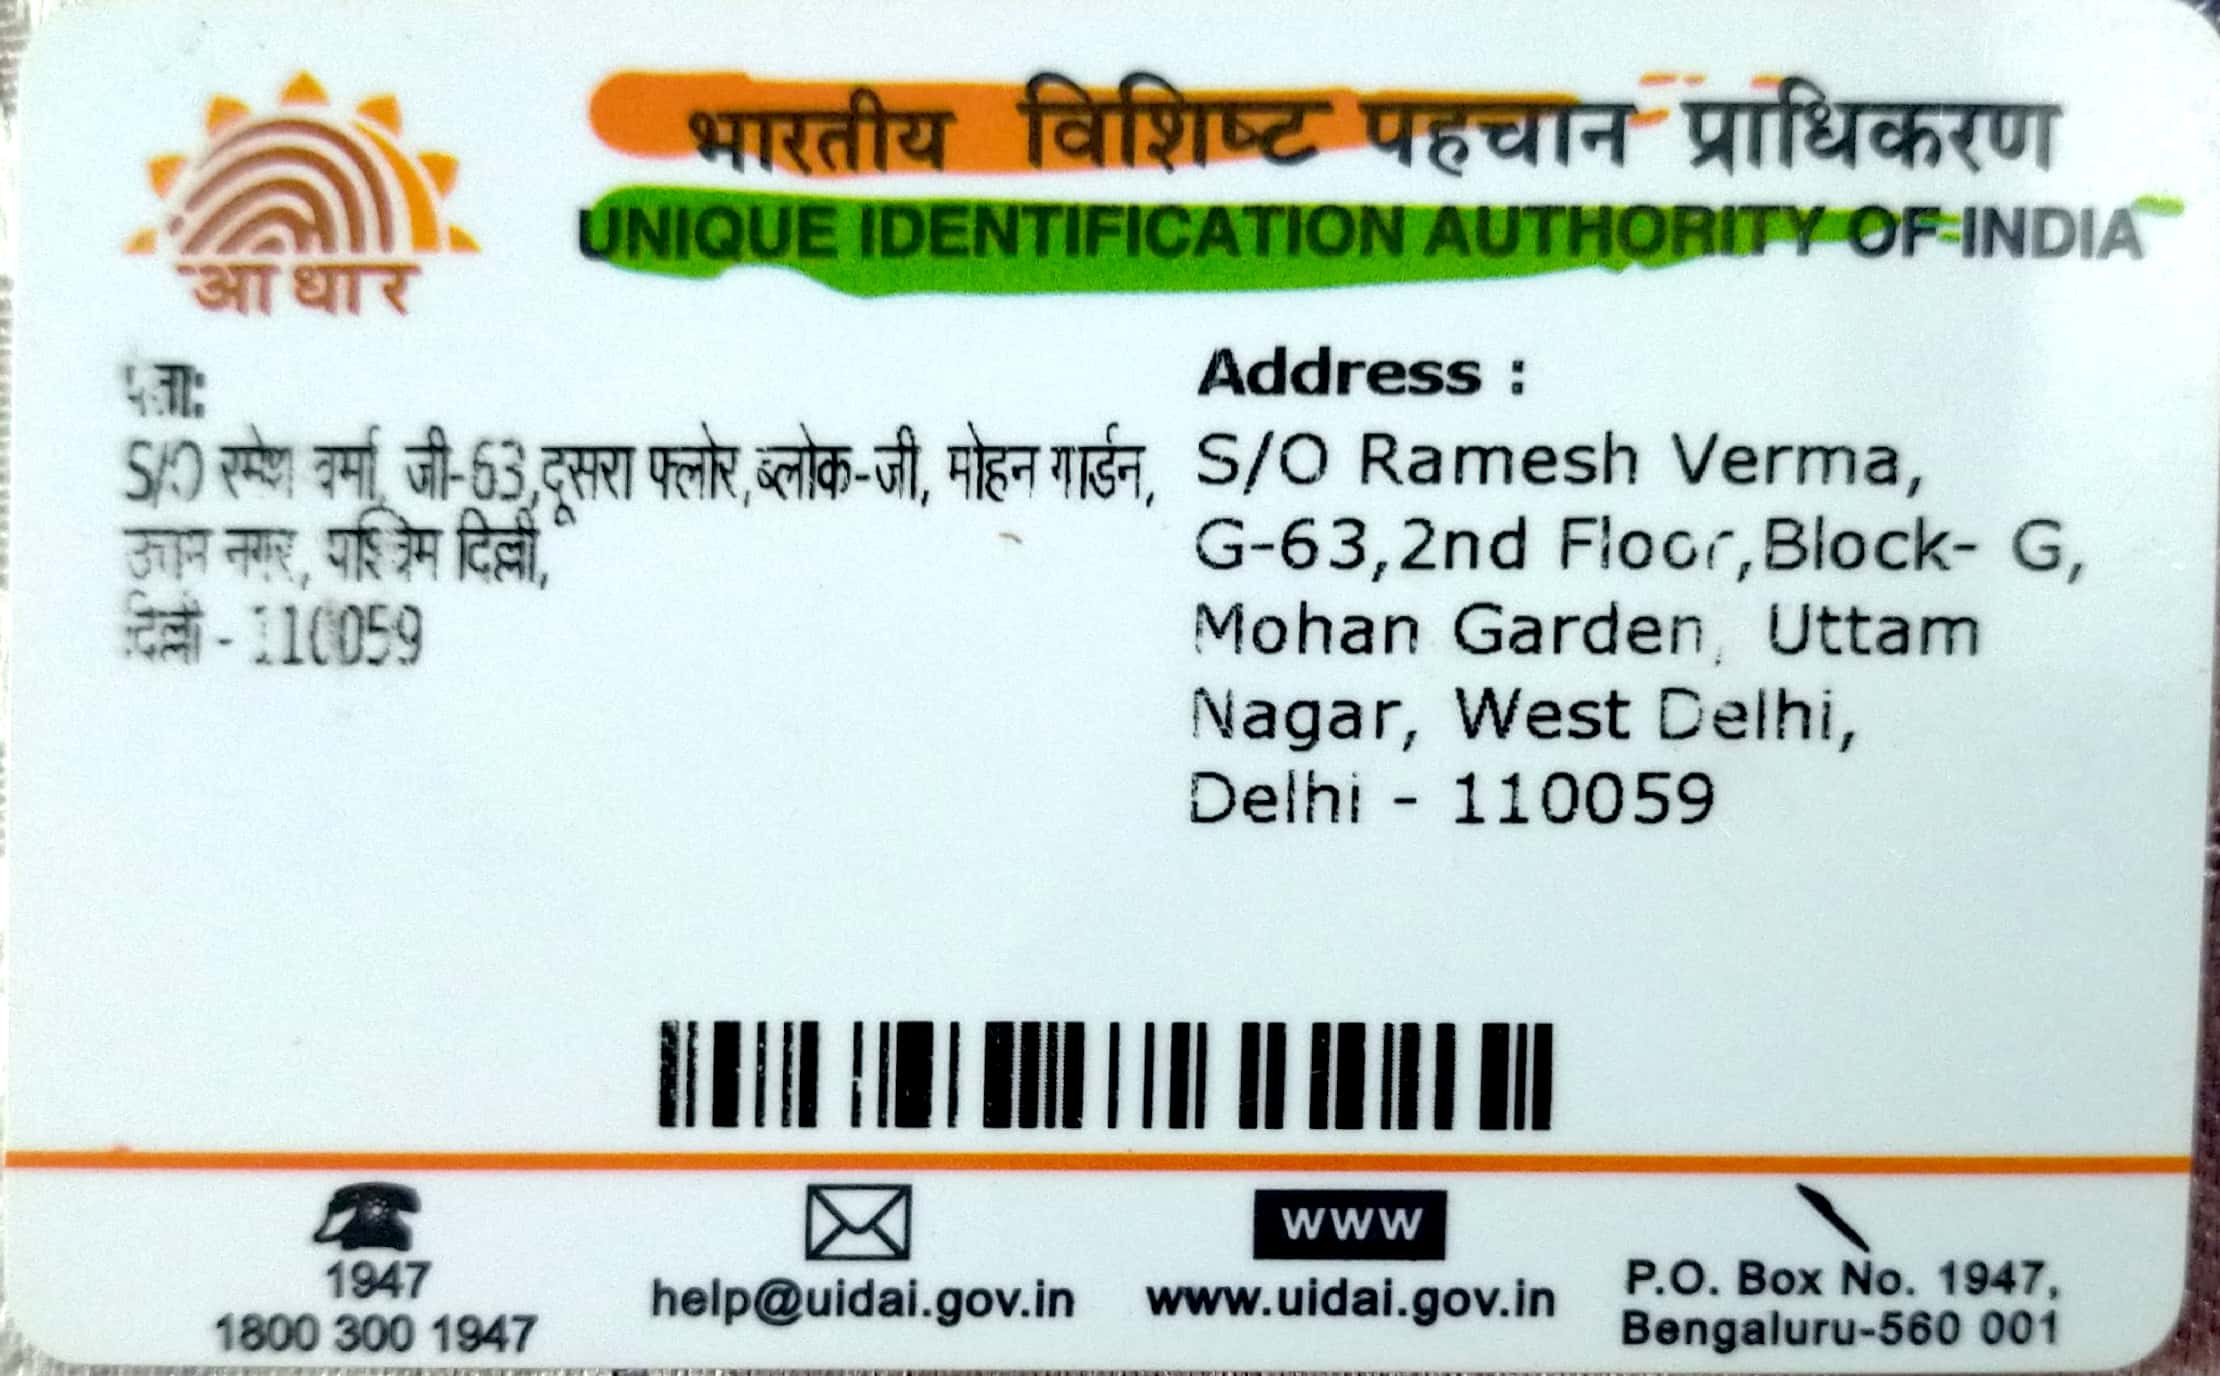 भारतीय विशिष्ट पहचान प्राधिकरण
UNIQUE IDENTIFICATION AUTHORITY OF INDIA
आधार
पता:
S/O रमेश वर्मा, जी-63,दूसरा फ्लोर,ब्लोक-जी, मोहन गार्डन,
उत्तम नगर, पश्चिम दिल्ली,
दिल्ली - 110059
Address :
S/O Ramesh Verma,
G-63,2nd Floor,Block- G,
Mohan Garden, Uttam
Nagar, West Delhi,
Delhi - 110059
1947
1800 300 1947
help@uidai.gov.in
WWW
www.uidai.gov.in
P.O. Box No. 1947,
Bengaluru-560 001